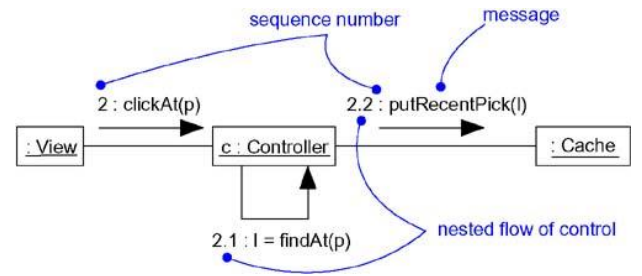 sequence number
message
2 : clickAt(p)
2.2 : putRecentPick(l)
: View
c : Controller
: Cache
2.1 : l = findAt(p)
nested flow of control